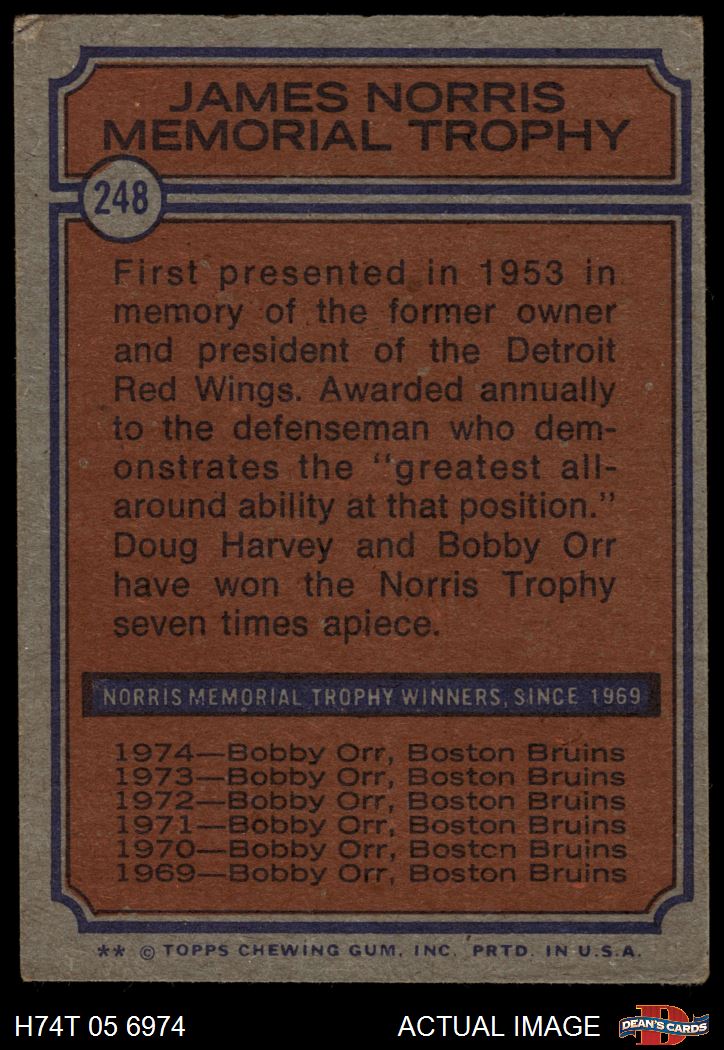 JAMES NORRIS
MEMORIAL TROPHY
248
First presented in 1953 in
memory of the former owner
and president of the Detroit
Red Wings. Awarded annually
to the defenseman who dem-
onstrates the "greatest all-
around ability at that position."
Doug Harvey and Bobby Orr
have won the Norris Trophy
seven times apiece.
NORRIS MEMORIAL TROPHY WINNERS, SINCE 1969
1974—Bobby Orr, Boston Bruins
1973—Bobby Orr, Boston Bruins
1972—Bobby Orr, Boston Bruins
1971—Bobby Orr, Boston Bruins
1970—Bobby Orr, Boston Bruins
1969—Bobby Orr, Boston Bruins
** © TOPPS CHEWING GUM, INC. PRTD. IN U.S.A.
H74T 05 6974
ACTUAL IMAGE
D
DEAN'S CARDS